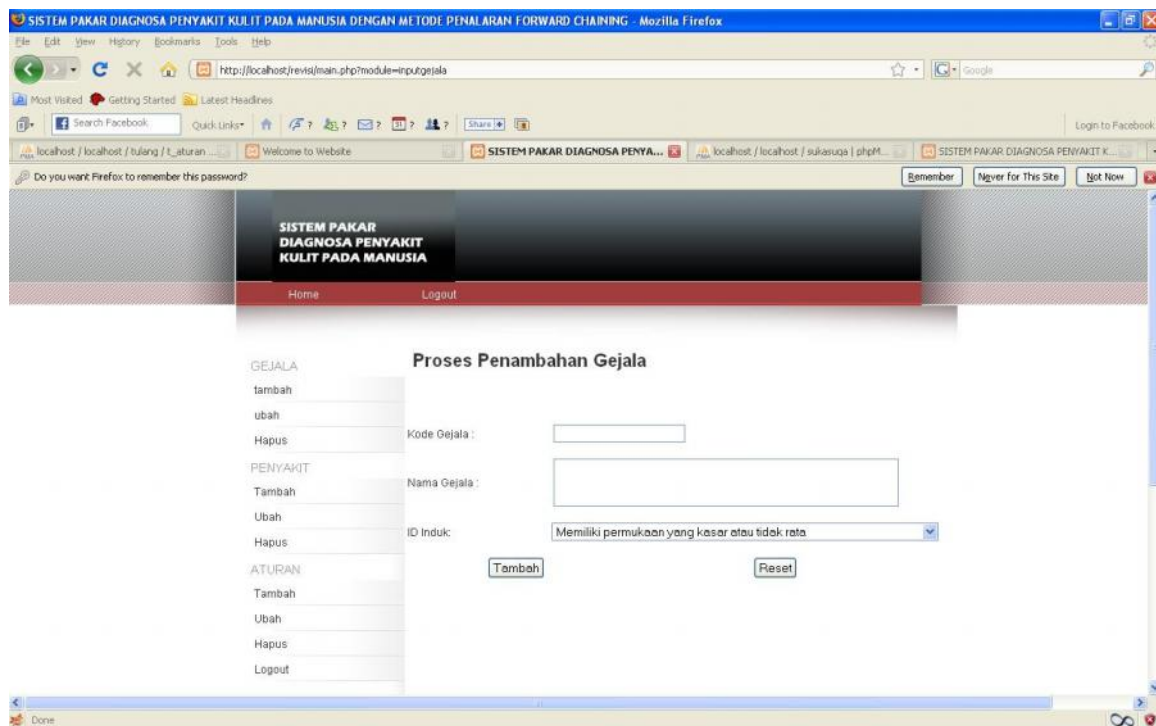 SISTEM PAKAR DIAGNOSA PENYAKIT KULIT PADA MANUSIA DENGAN METODE PENALARAN FORWARD CHAINING - Mozilla Firefox
File Edit View History Bookmarks Tools Help
http://localhost/revisi/main.php?module=inputgejala
Google
Most Visited Getting Started Latest Headlines
Search Facebook Quick Links ? ? ? 31 ? ? Share Login to Facebook
localhost / localhost / tulang / t_aturan ... Welcome to Website SISTEM PAKAR DIAGNOSA PENYA... localhost / localhost / sukasuqa | phpM... SISTEM PAKAR DIAGNOSA PENYAKIT K...
Do you want Firefox to remember this password? Remember Never for This Site Not Now
SISTEM PAKAR
DIAGNOSA PENYAKIT
KULIT PADA MANUSIA
Home Logout
GEJALA
tambah
ubah
Hapus
PENYAKIT
Tambah
Ubah
Hapus
ATURAN
Tambah
Ubah
Hapus
Logout
Proses Penambahan Gejala
Kode Gejala :
Nama Gejala :
ID Induk: Memiliki permukaan yang kasar atau tidak rata
Tambah Reset
Done